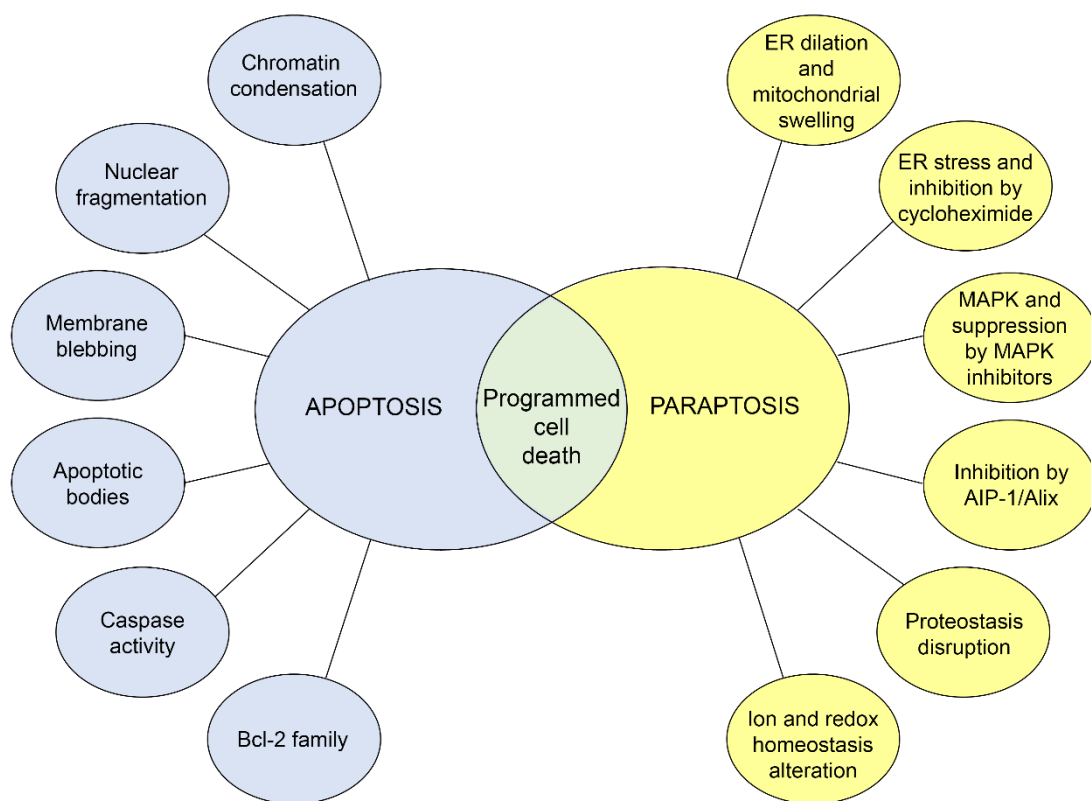 Chromatin
condensation
Nuclear
fragmentation
Membrane
blebbing
Apoptotic
bodies
Caspase
activity
Bcl-2 family
APOPTOSIS
Programmed
cell
death
PARAPTOSIS
ER dilation
and
mitochondrial
swelling
ER stress and
inhibition by
cycloheximide
MAPK and
suppression
by MAPK
inhibitors
Inhibition by
AIP-1/Alix
Proteostasis
disruption
Ion and redox
homeostasis
alteration